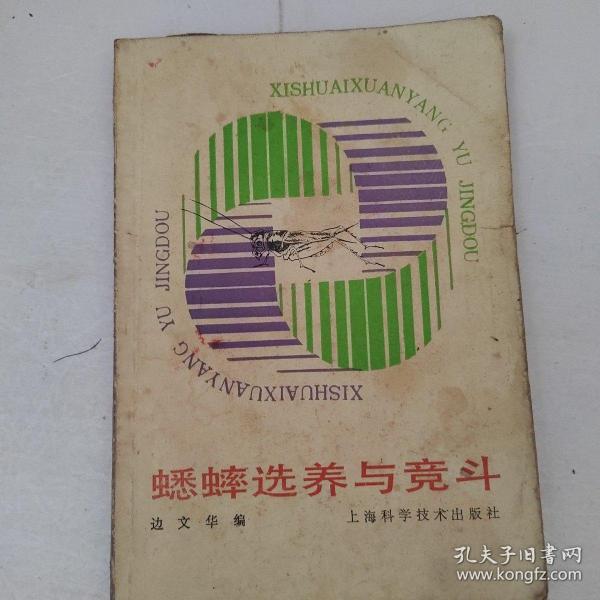 XISHUAIXUANYANG YU JINGDOU
XISHUAIXUANYANG YU JINGDOU
蟋蟀选养与竞斗
边文华编 上海科学技术出版社
孔夫子旧书网
www.kongfz.com